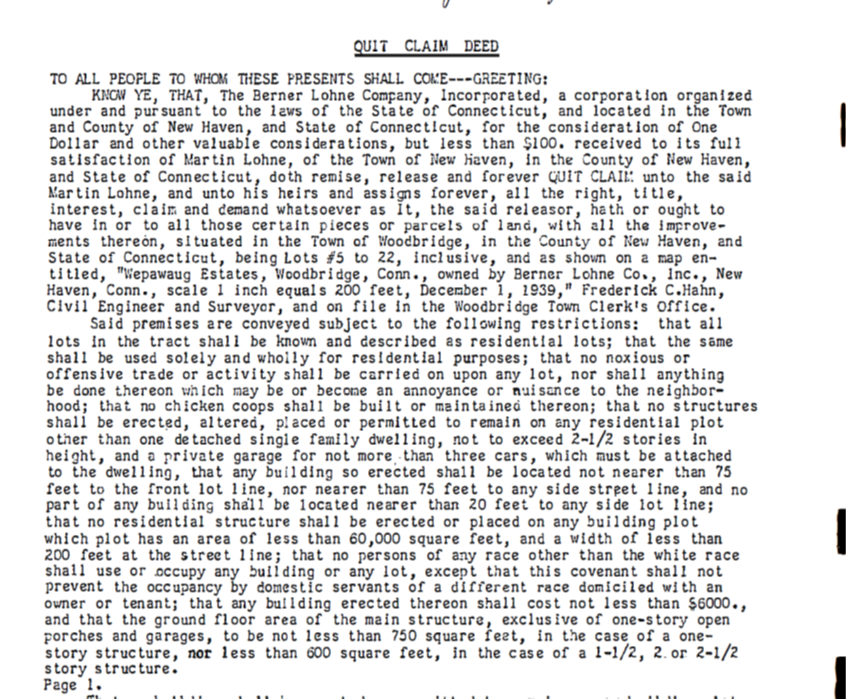 QUIT CLAIM DEED
TO ALL PEOPLE TO WHOM THESE PRESENTS SHALL COME---GREETING:
KNOW YE, THAT, The Berner Lohne Company, Incorporated, a corporation organized
under and pursuant to the laws of the State of Connecticut, and located in the Town
and County of New Haven, and State of Connecticut, for the consideration of One
Dollar and other valuable considerations, but less than $100. received to its full
satisfaction of Martin Lohne, of the Town of New Haven, in the County of New Haven,
and State of Connecticut, doth remise, release and forever QUIT CLAIM unto the said
Martin Lohne, and unto his heirs and assigns forever, all the right, title,
interest, claim and demand whatsoever as it, the said releasor, hath or ought to
have in or to all those certain pieces or parcels of land, with all the improve-
ments thereon, situated in the Town of Woodbridge, in the County of New Haven, and
State of Connecticut, being Lots #5 to 22, inclusive, and as shown on a map en-
titled, "Wepawaug Estates, Woodbridge, Conn., owned by Berner Lohne Co., Inc., New
Haven, Conn., scale 1 inch equals 200 feet, December 1, 1939," Frederick C.Hahn,
Civil Engineer and Surveyor, and on file in the Woodbridge Town Clerk's Office.
Said premises are conveyed subject to the following restrictions: that all
lots in the tract shall be known and described as residential lots; that the same
shall be used solely and wholly for residential purposes; that no noxious or
offensive trade or activity shall be carried on upon any lot, nor shall anything
be done thereon which may be or become an annoyance or nuisance to the neighbor-
hood; that no chicken coops shall be built or maintained thereon; that no structures
shall be erected, altered, placed or permitted to remain on any residential plot
other than one detached single family dwelling, not to exceed 2-1/2 stories in
height, and a private garage for not more than three cars, which must be attached
to the dwelling, that any building so erected shall be located not nearer than 75
feet to the front lot line, nor nearer than 75 feet to any side street line, and no
part of any building shall be located nearer than 20 feet to any side lot line;
that no residential structure shall be erected or placed on any building plot
which plot has an area of less than 60,000 square feet, and a width of less than
200 feet at the street line; that no persons of any race other than the white race
shall use or occupy any building or any lot, except that this covenant shall not
prevent the occupancy by domestic servants of a different race domiciled with an
owner or tenant; that any building erected thereon shall cost not less than $6000.,
and that the ground floor area of the main structure, exclusive of one-story open
porches and garages, to be not less than 750 square feet, in the case of a one-
story structure, nor less than 600 square feet, in the case of a 1-1/2, 2 or 2-1/2
story structure.
Page 1.